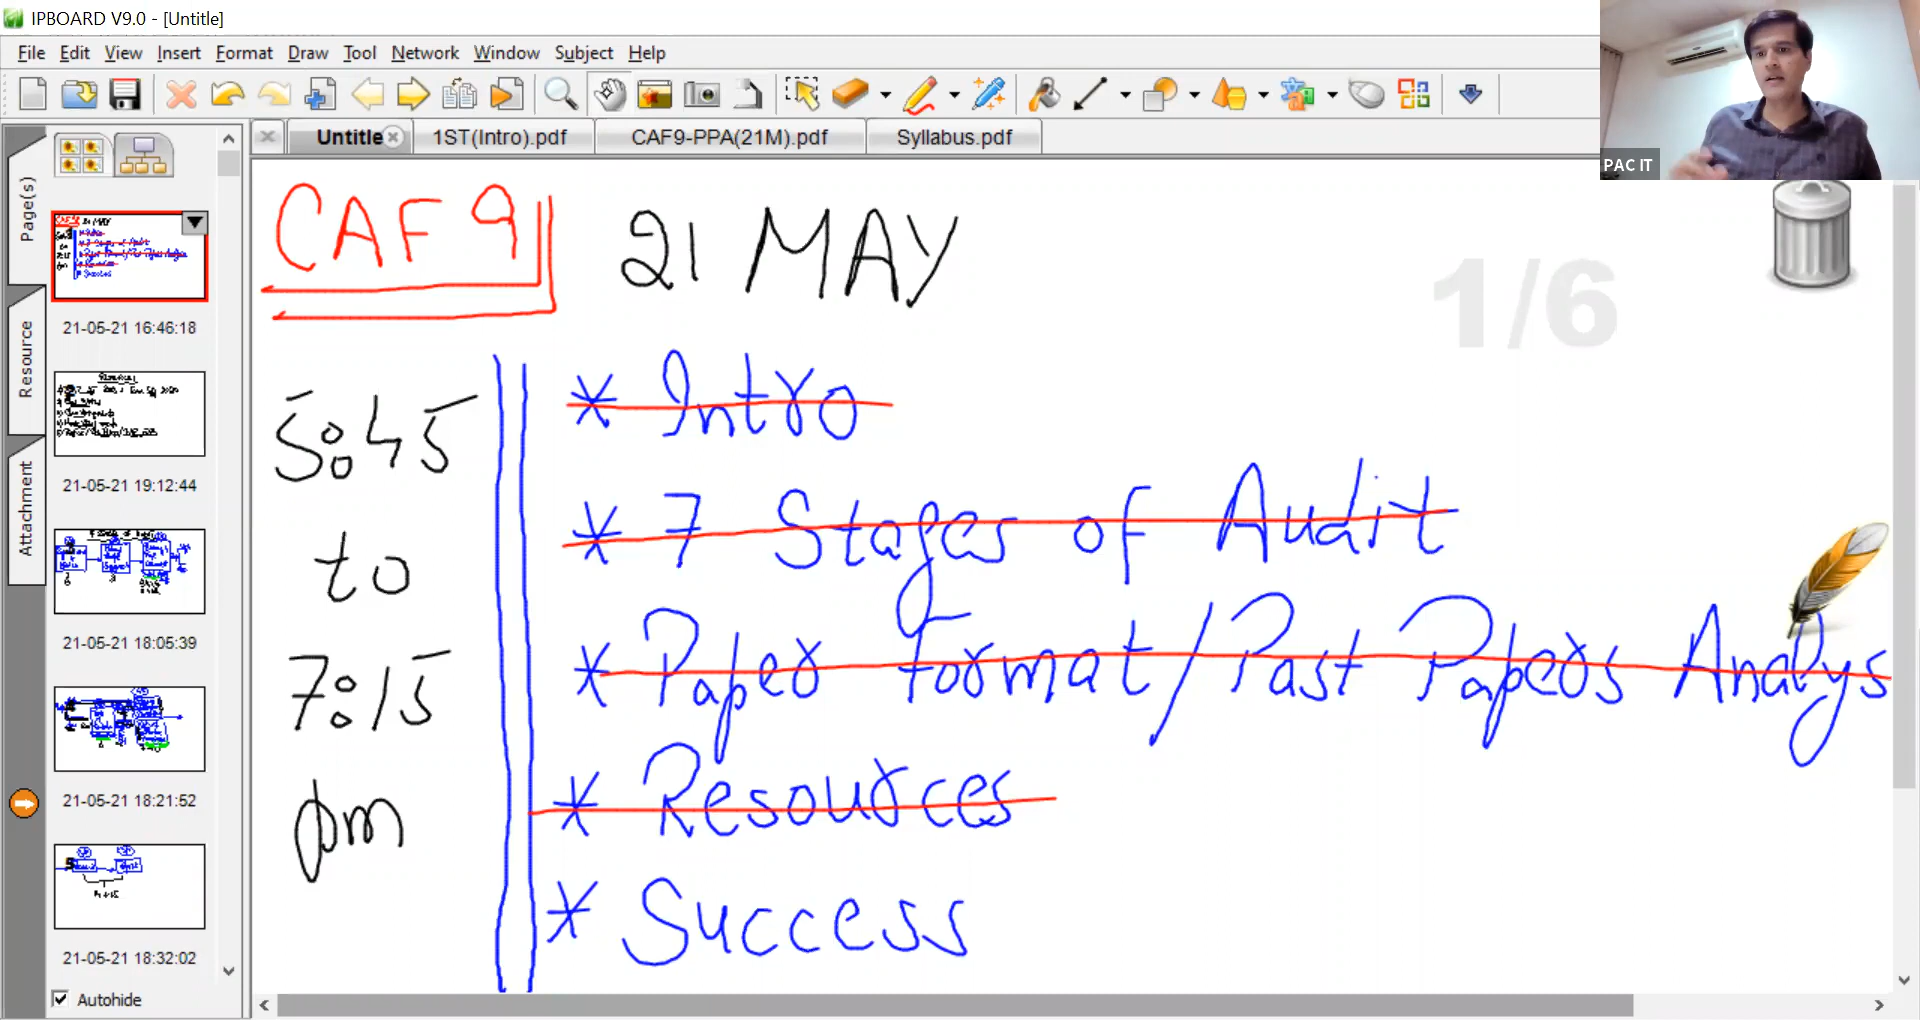 IPBOARD V9.0 - [Untitle]
File Edit View Insert Format Draw Tool Network Window Subject Help
PAC IT
Untitle 1ST(Intro).pdf CAF9-PPA(21M).pdf Syllabus.pdf
Page(s)
Resource
Attachment
21-05-21 16:46:18
21-05-21 19:12:44
21-05-21 18:05:39
21-05-21 18:21:52
21-05-21 18:32:02
Autohide
CAF 9 21 MAY
1/6
5:45
to
7:15
pm
* Intro
* 7 Stages of Audit
* Paper Format/Past Papers Analys
* Resources
* Success